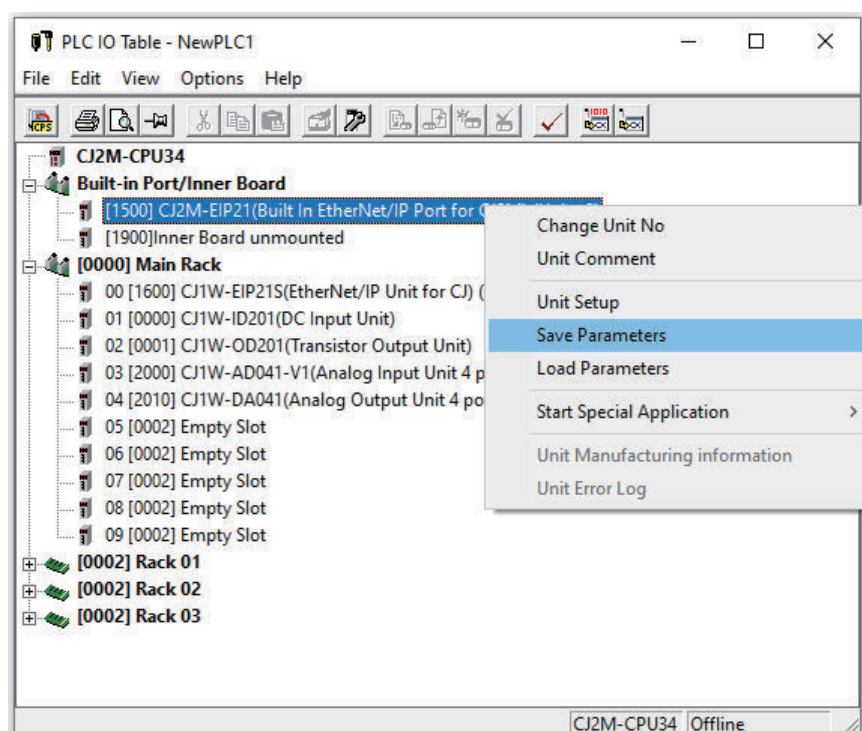 PLC IO Table - NewPLC1
File Edit View Options Help
CJ2M-CPU34
Built-in Port/Inner Board
[1500] CJ2M-EIP21(Built In EtherNet/IP Port for
[1900]Inner Board unmounted
[0000] Main Rack
00 [1600] CJ1W-EIP21S(EtherNet/IP Unit for CJ) (
01 [0000] CJ1W-ID201(DC Input Unit)
02 [0001] CJ1W-OD201(Transistor Output Unit)
03 [2000] CJ1W-AD041-V1(Analog Input Unit 4 p
04 [2010] CJ1W-DA041(Analog Output Unit 4 po
05 [0002] Empty Slot
06 [0002] Empty Slot
07 [0002] Empty Slot
08 [0002] Empty Slot
09 [0002] Empty Slot
[0002] Rack 01
[0002] Rack 02
[0002] Rack 03
Change Unit No
Unit Comment
Unit Setup
Save Parameters
Load Parameters
Start Special Application
Unit Manufacturing information
Unit Error Log
CJ2M-CPU34 Offline